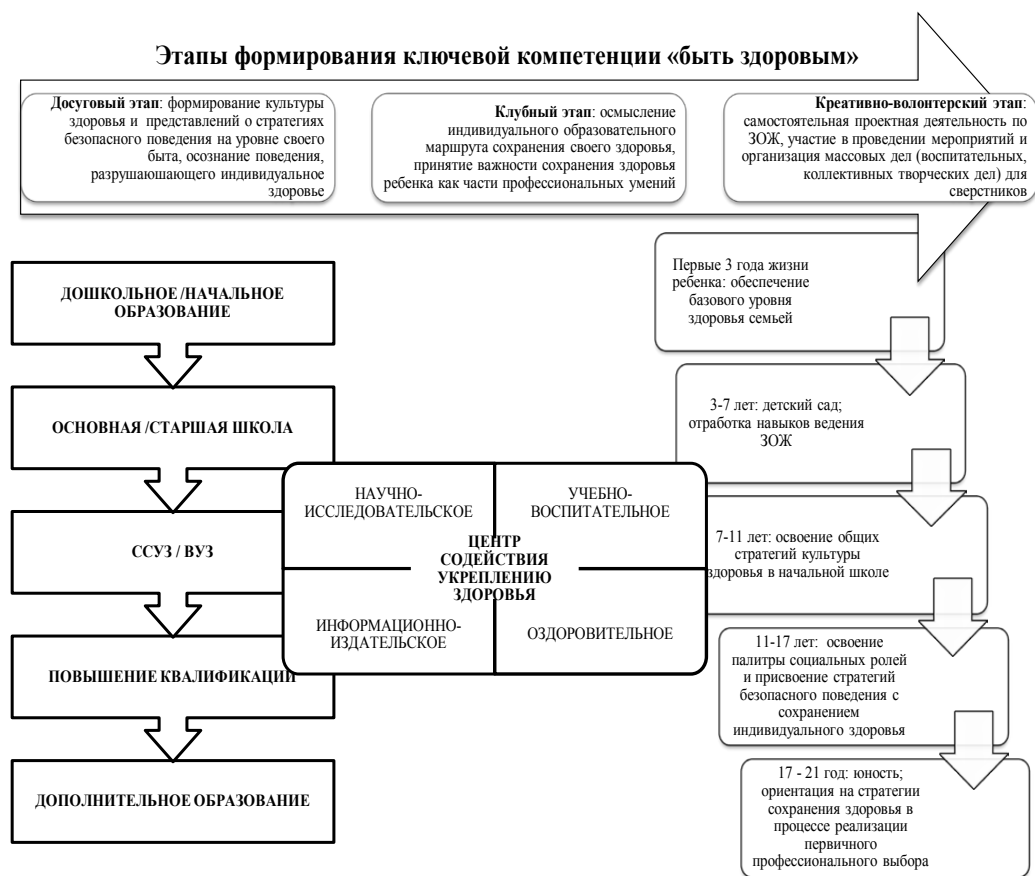 Этапы формирования ключевой компетенции «быть здоровым»
Досуговый этап: формирование культуры
здоровья и представлений о стратегиях
безопасного поведения на уровне своего
быта, осознание поведения,
разрушающего индивидуальное
здоровье
Клубный этап: осмысление
индивидуального образовательного
маршрута сохранения своего здоровья,
принятие важности сохранения здоровья
ребенка как части профессиональных умений
Креативно-волонтерский этап:
самостоятельная проектная деятельность по
ЗОЖ, участие в проведении мероприятий и
организация массовых дел (воспитательных,
коллективных творческих дел) для
сверстников
ДОШКОЛЬНОЕ /НАЧАЛЬНОЕ
ОБРАЗОВАНИЕ
ОСНОВНАЯ /СТАРШАЯ ШКОЛА
ССУЗ / ВУЗ
ПОВЫШЕНИЕ КВАЛИФИКАЦИИ
ДОПОЛНИТЕЛЬНОЕ ОБРАЗОВАНИЕ
НАУЧНО-
ИССЛЕДОВАТЕЛЬСКОЕ
УЧЕБНО-
ВОСПИТАТЕЛЬНОЕ
ЦЕНТР
СОДЕЙСТВИЯ
УКРЕПЛЕНИЮ
ЗДОРОВЬЯ
ИНФОРМАЦИОННО-
ИЗДАТЕЛЬСКОЕ
ОЗДОРОВИТЕЛЬНОЕ
Первые 3 года жизни
ребенка: обеспечение
базового уровня
здоровья семьей
3-7 лет: детский сад;
отработка навыков ведения
ЗОЖ
7-11 лет: освоение общих
стратегий культуры
здоровья в начальной школе
11-17 лет: освоение
палитры социальных ролей
и присвоение стратегий
безопасного поведения с
сохранением
индивидуального здоровья
17 - 21 год: юность;
ориентация на стратегии
сохранения здоровья в
процессе реализации
первичного
профессионального выбора